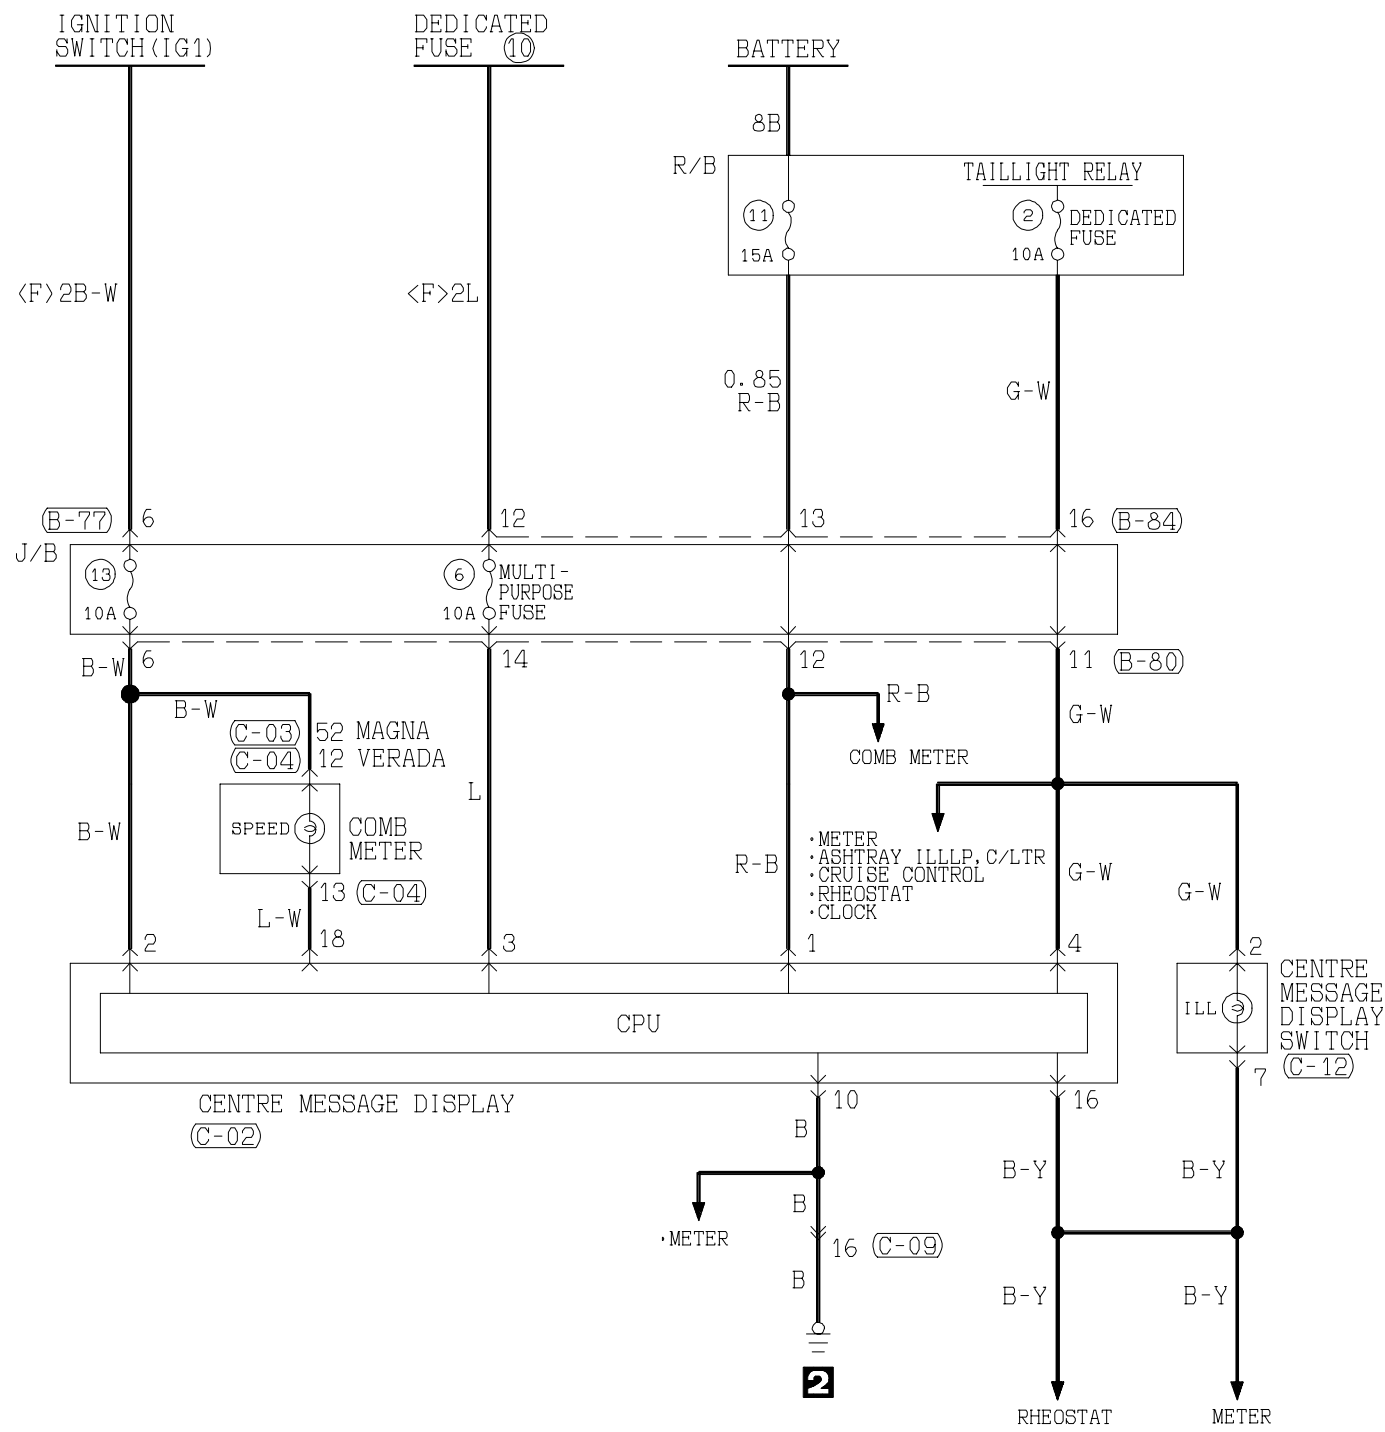 IGNITION
SWITCH(IG1)
DEDICATED
FUSE 10
BATTERY
8B
R/B
TAILLIGHT RELAY
11
15A
2
10A
DEDICATED
FUSE
<F>2B-W
<F>2L
0.85
R-B
G-W
B-77
6
12
13
16
B-84
J/B
13
10A
6
10A
MULTI-
PURPOSE
FUSE
B-W
6
14
12
11
B-80
B-W
R-B
G-W
C-03
52 MAGNA
C-04
12 VERADA
COMB METER
L
SPEED
COMB
METER
B-W
R-B
·METER
·ASHTRAY ILLLP,C/LTR
·CRUISE CONTROL
·RHEOSTAT
·CLOCK
G-W
G-W
13
C-04
L-W
2
18
3
1
4
2
CPU
ILL
CENTRE
MESSAGE
DISPLAY
SWITCH
C-12
7
CENTRE MESSAGE DISPLAY
C-02
10
16
B
B-Y
B-Y
B
·METER
16
C-09
B
B-Y
B-Y
2
RHEOSTAT
METER